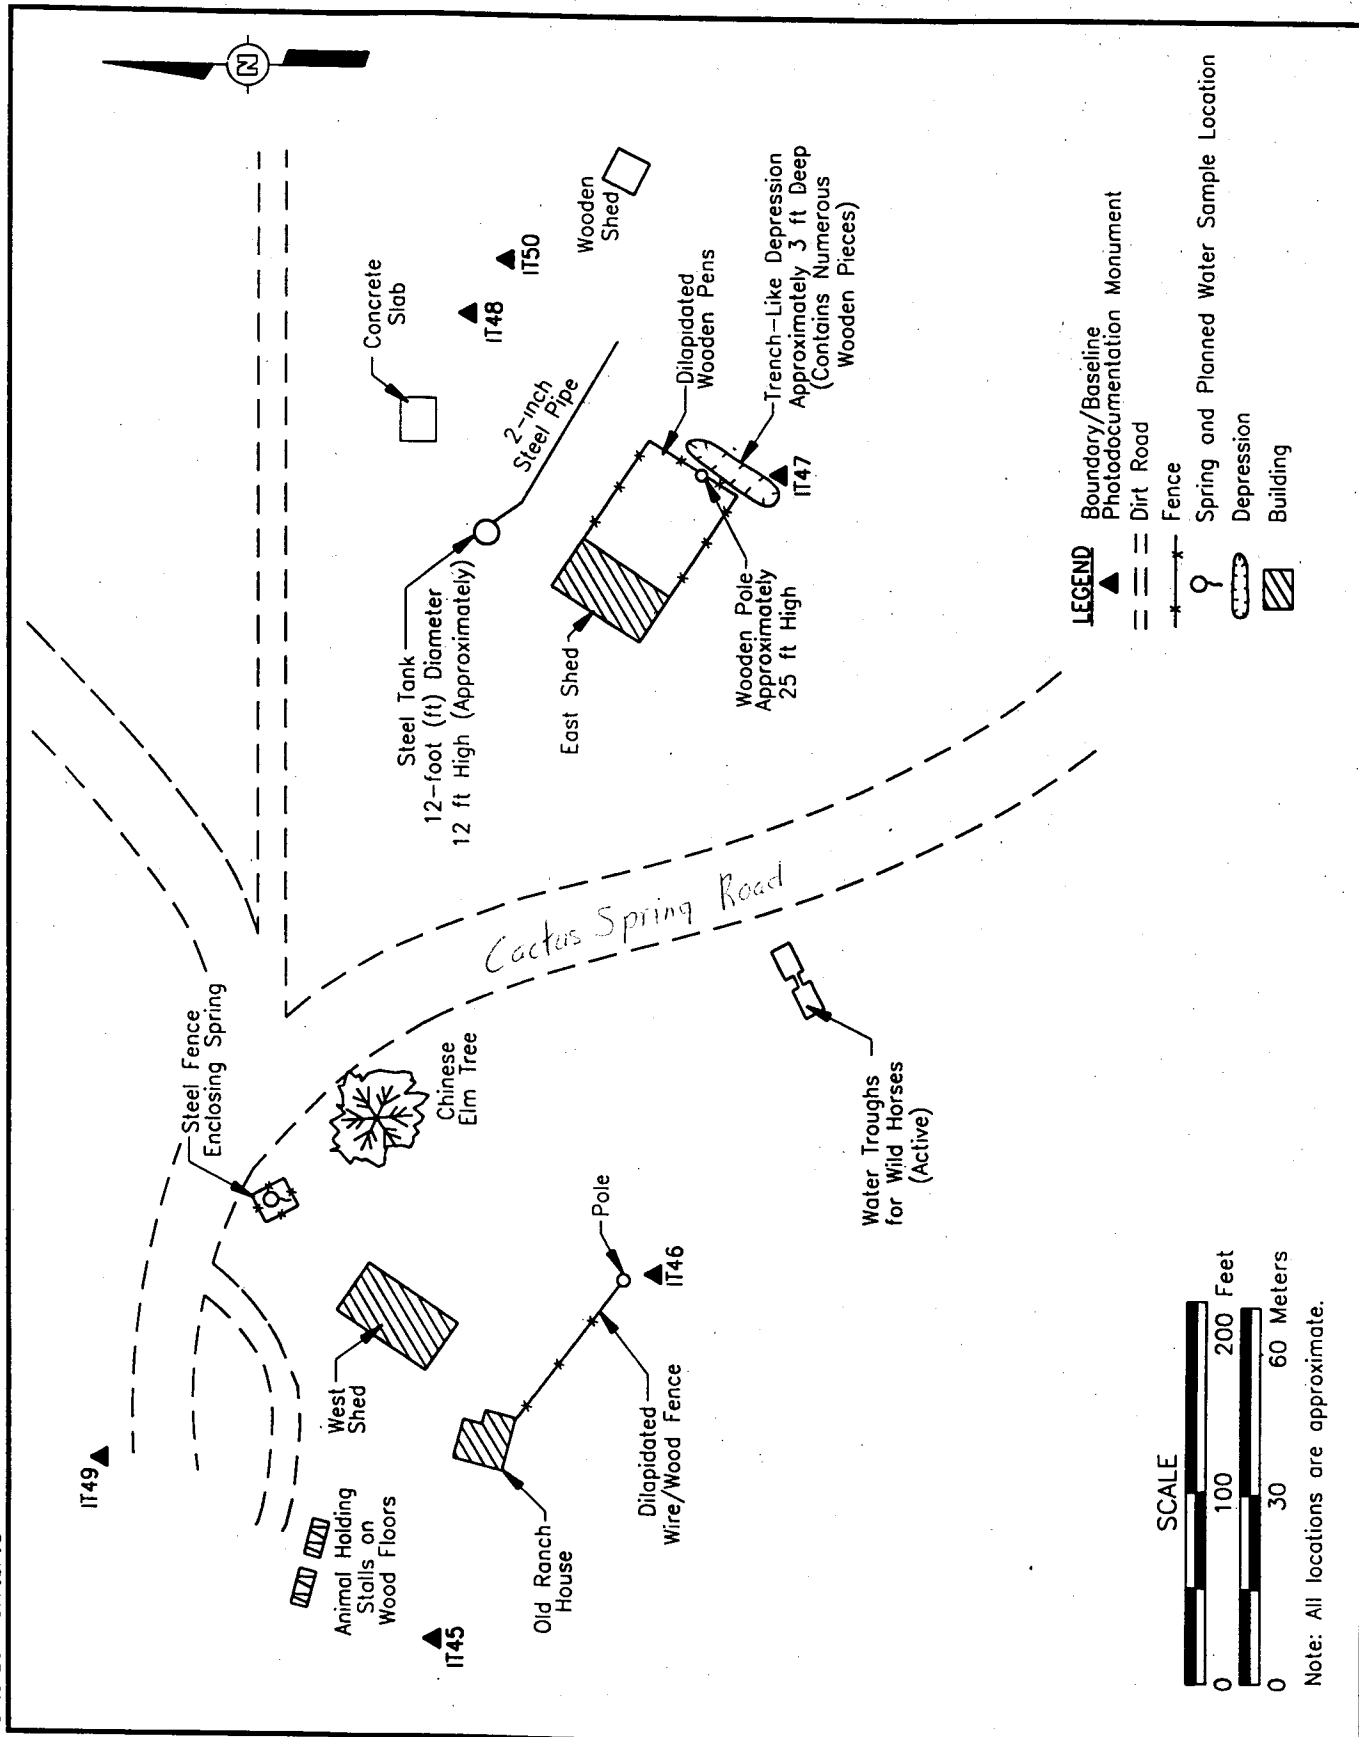 N
IT49
Steel Fence
Enclosing Spring
Concrete
Slab
IT48
IT50
Wooden
Shed
Animal Holding
Stalls on
Wood Floors
West
Shed
Chinese
Elm Tree
Steel Tank
12-foot (ft) Diameter
12 ft High (Approximately)
2-inch
Steel Pipe
IT45
Old Ranch
House
Cactus Spring Road
East Shed
Dilapidated
Wooden Pens
Trench-Like Depression
Approximately 3 ft Deep
(Contains Numerous
Wooden Pieces)
Pole
IT46
Dilapidated
Wire/Wood Fence
Wooden Pole
Approximately
25 ft High
IT47
Water Troughs
for Wild Horses
(Active)
LEGEND
Boundary/Baseline
Photodocumentation Monument
Dirt Road
Fence
Spring and Planned Water Sample Location
Depression
Building
SCALE
0 100 200 Feet
0 30 60 Meters
Note: All locations are approximate.